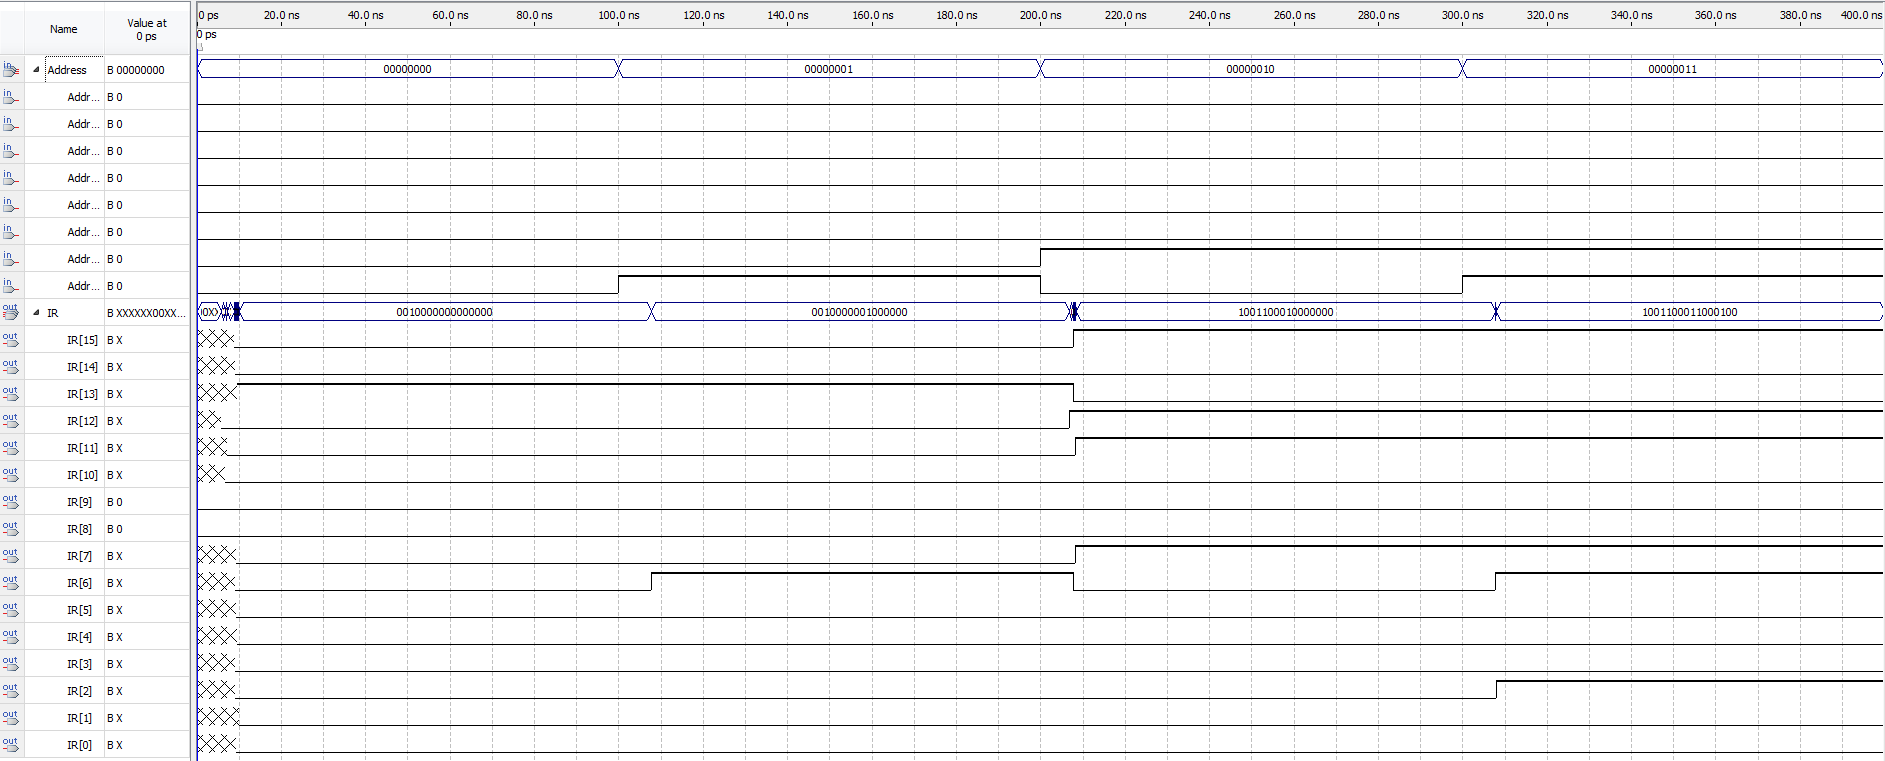 Name Value at 0 ps
0 ps 20.0 ns 40.0 ns 60.0 ns 80.0 ns 100.0 ns 120.0 ns 140.0 ns 160.0 ns 180.0 ns 200.0 ns 220.0 ns 240.0 ns 260.0 ns 280.0 ns 300.0 ns 320.0 ns 340.0 ns 360.0 ns 380.0 ns 400.0 ns
0 ps
in Address B 00000000 00000000 00000001 00000010 00000011
in Addr... B 0
in Addr... B 0
in Addr... B 0
in Addr... B 0
in Addr... B 0
in Addr... B 0
in Addr... B 0
in Addr... B 0
out IR B XXXXXX00XX... 0010000000000000 0010000001000000 1001100010000000 1001100011000100
out IR[15] B X
out IR[14] B X
out IR[13] B X
out IR[12] B X
out IR[11] B X
out IR[10] B X
out IR[9] B 0
out IR[8] B 0
out IR[7] B X
out IR[6] B X
out IR[5] B X
out IR[4] B X
out IR[3] B X
out IR[2] B X
out IR[1] B X
out IR[0] B X